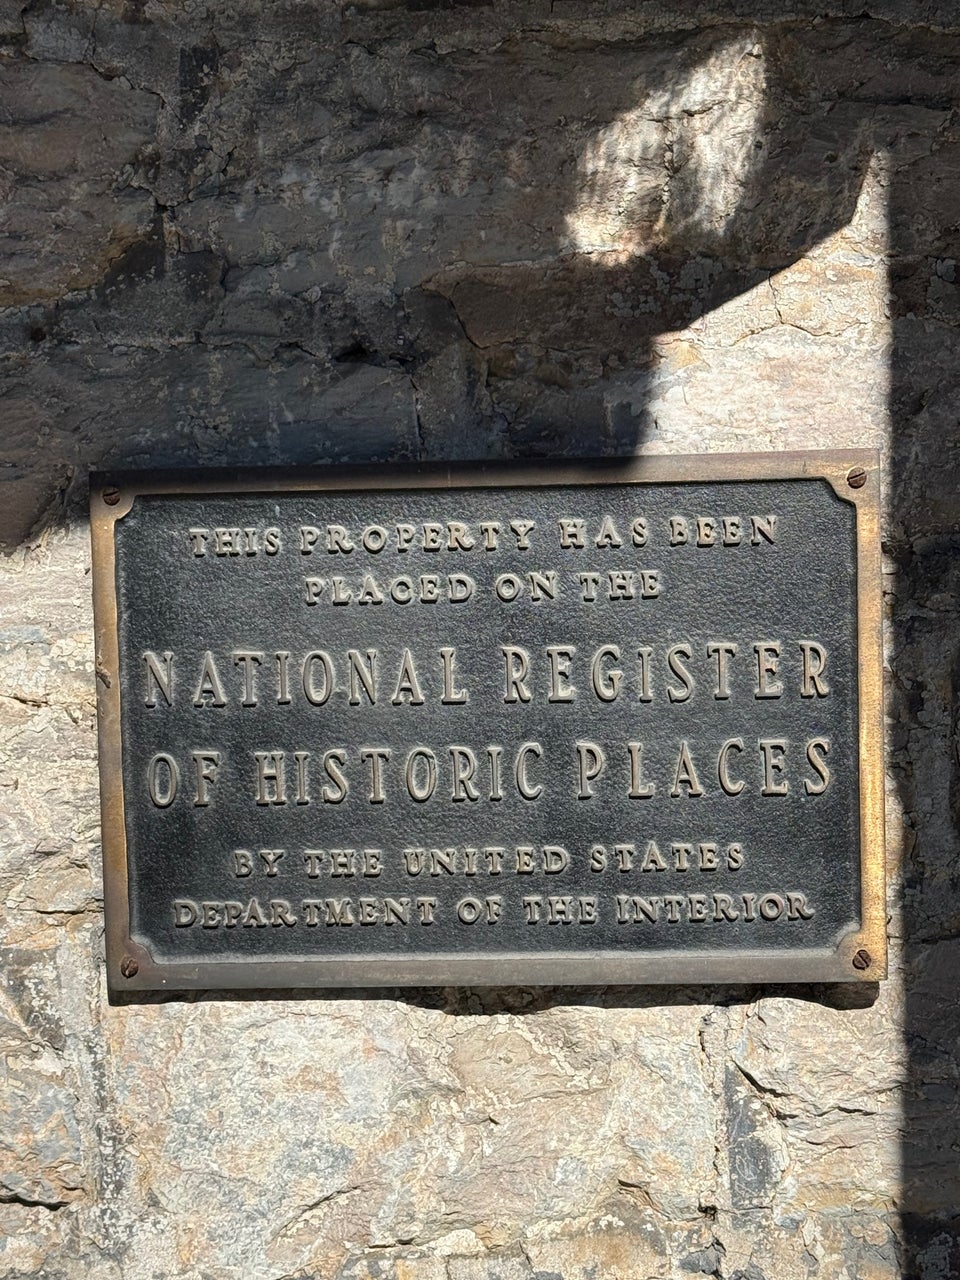 THIS PROPERTY HAS BEEN
PLACED ON THE
NATIONAL REGISTER
OF HISTORIC PLACES
BY THE UNITED STATES
DEPARTMENT OF THE INTERIOR